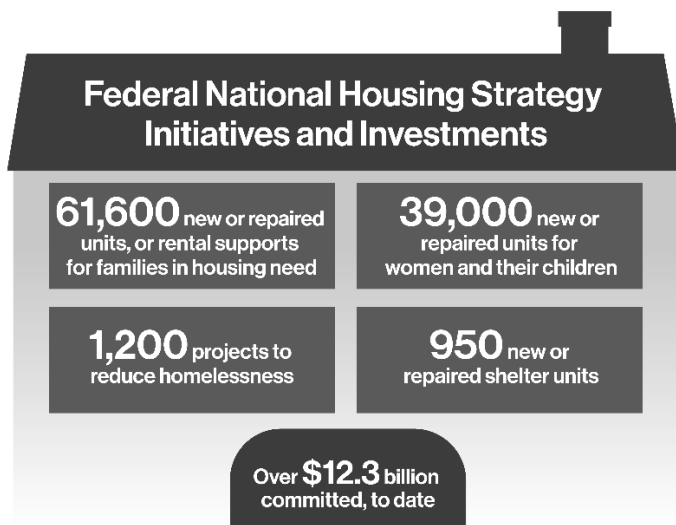 Federal National Housing Strategy
Initiatives and Investments
61,600 new or repaired
units, or rental supports
for families in housing need
39,000 new or
repaired units for
women and their children
1,200 projects to
reduce homelessness
950 new or
repaired shelter units
Over $12.3 billion
committed, to date